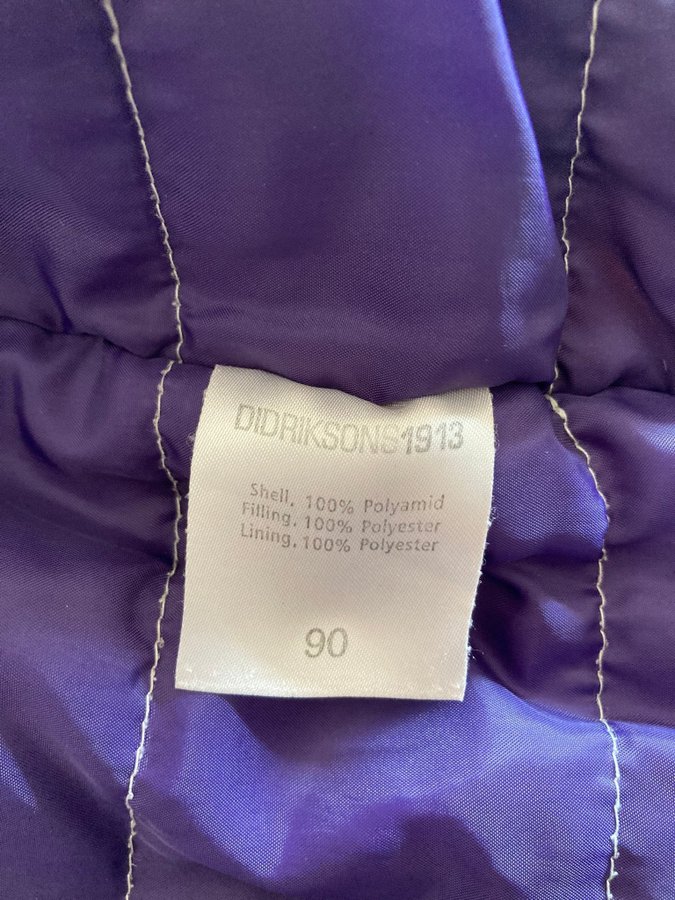 DIDRIKSONS1913
Shell. 100% Polyamid
Filling. 100% Polyester
Lining. 100% Polyester
90